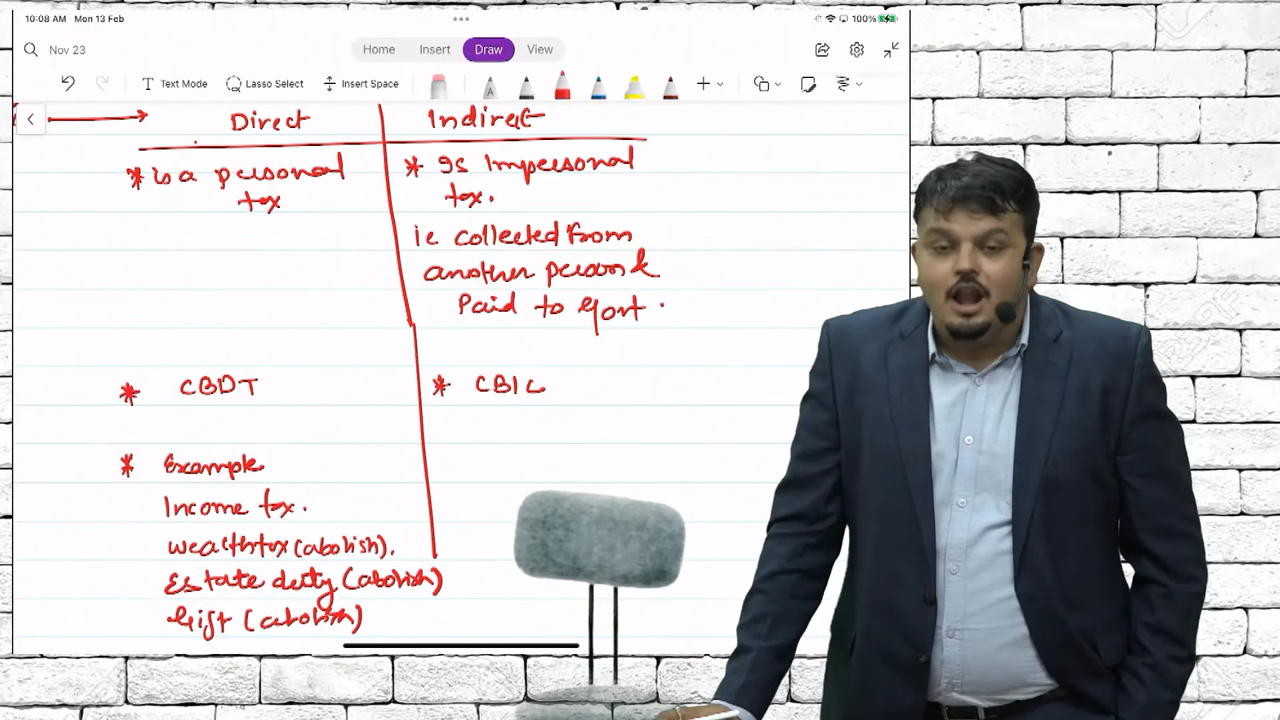 10:08 AM Mon 13 Feb
100%
Nov 23
Home Insert Draw View
Text Mode Lasso Select Insert Space
Direct
Indirect
* is a personal
tax
* Is Impersonal
tax.
ie collected from
another person &
Paid to Govt.
* CBDT
* CBIC
* Example
Income tax.
wealthtax (abolish).
Estate duty (abolish)
Gift (abolish)